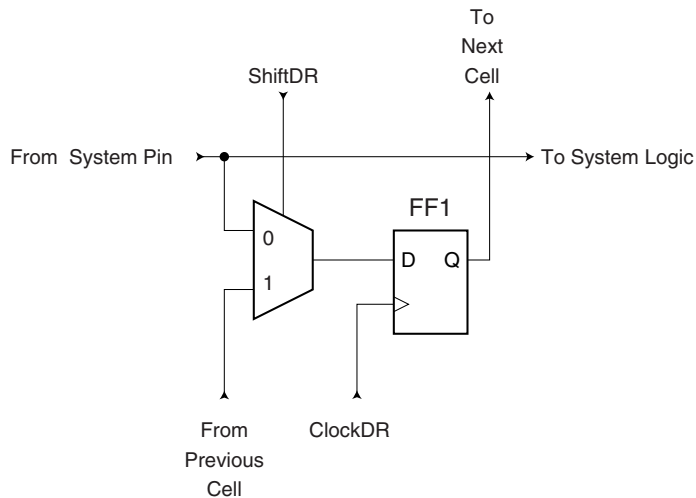 To
Next
Cell
ShiftDR
From System Pin
To System Logic
FF1
0
D Q
1
From
Previous
Cell
ClockDR